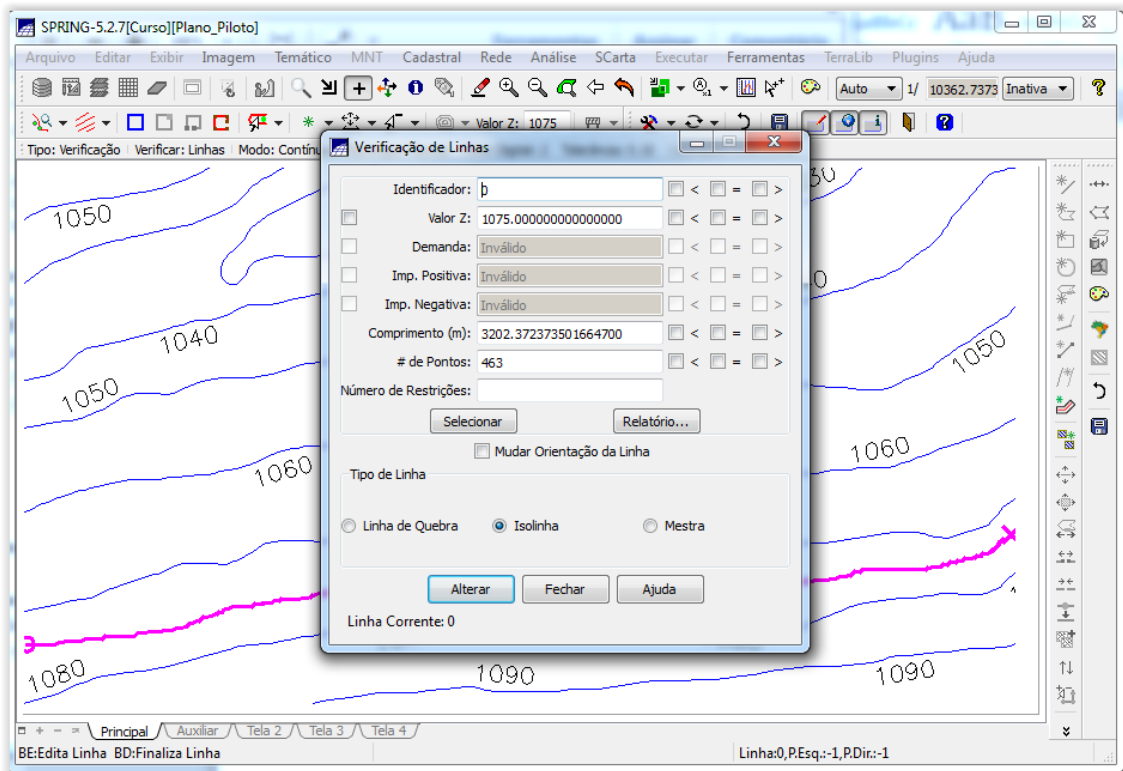 SPRING-5.2.7[Curso][Plano_Piloto]
Arquivo Editar Exibir Imagem Temático MNT Cadastral Rede Análise SCarta Executar Ferramentas TerraLib Plugins Ajuda
Auto 1/ 10362.7373 Inativa
Valor Z: 1075
Tipo: Verificação Verificar: Linhas
Verificação de Linhas
Identificador: < = >
Valor Z: 1075.000000000000000 < = >
Demanda: Inválido < = >
Imp. Positiva: Inválido < = >
Imp. Negativa: Inválido < = >
Comprimento (m): 3202.372373501664700 < = >
# de Pontos: 463 < = >
Número de Restrições:
Selecionar Relatório...
Mudar Orientação da Linha
Tipo de Linha
Linha de Quebra Isolinha Mestra
Alterar Fechar Ajuda
Linha Corrente: 0
1050
1040
1050
1050
1060
1060
1080
1090
1090
Principal Auxiliar Tela 2 Tela 3 Tela 4
BE:Edita Linha BD:Finaliza Linha
Linha:0,P.Esq.:-1,P.Dir.:-1